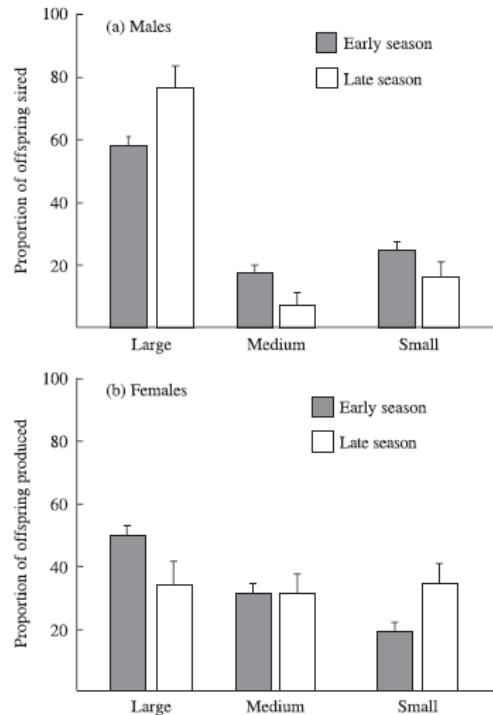 100
(a) Males
Early season
Late season
80
60
40
20
Proportion of offspring sired
Large Medium Small
100
(b) Females
Early season
Late season
80
60
40
20
Proportion of offspring produced
Large Medium Small